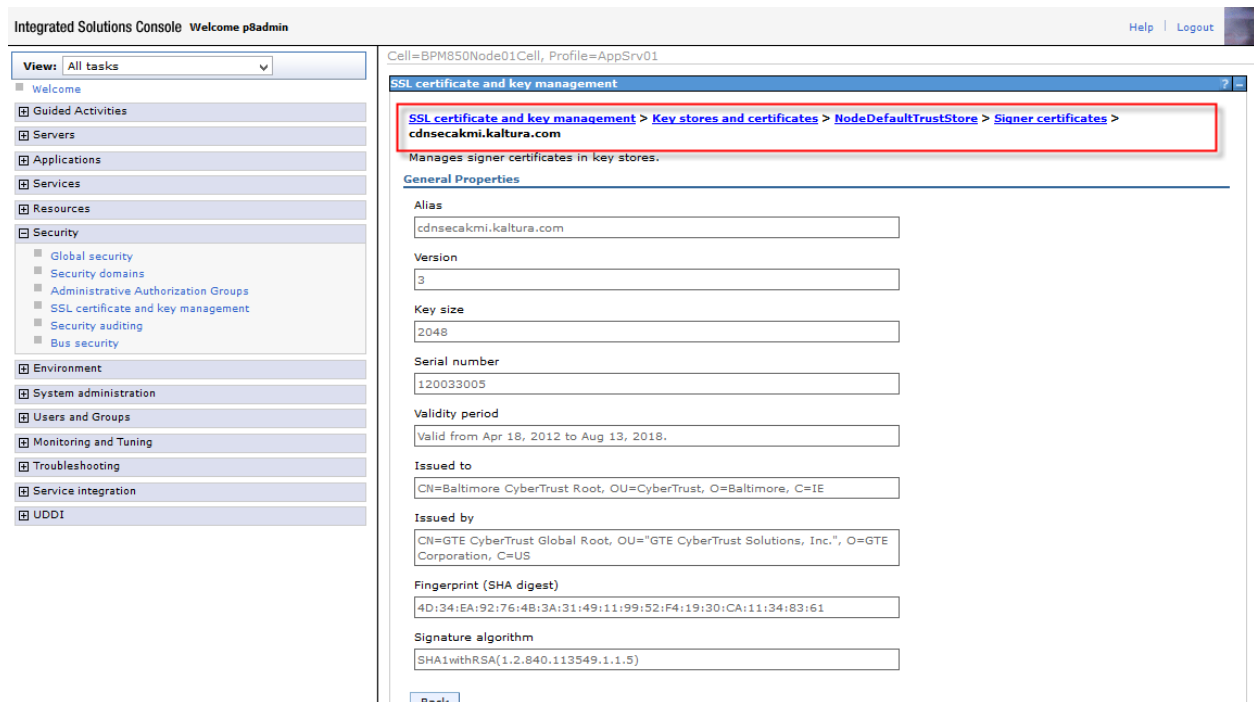 Integrated Solutions Console Welcome p8admin
Help Logout
View: All tasks
Welcome
Guided Activities
Servers
Applications
Services
Resources
Security
Global security
Security domains
Administrative Authorization Groups
SSL certificate and key management
Security auditing
Bus security
Environment
System administration
Users and Groups
Monitoring and Tuning
Troubleshooting
Service integration
UDDI
Cell=BPM850Node01Cell, Profile=AppSrv01
SSL certificate and key management ? –
SSL certificate and key management > Key stores and certificates > NodeDefaultTrustStore > Signer certificates >
cdnsecakmi.kaltura.com
Manages signer certificates in key stores.
General Properties
Alias
cdnsecakmi.kaltura.com
Version
3
Key size
2048
Serial number
120033005
Validity period
Valid from Apr 18, 2012 to Aug 13, 2018.
Issued to
CN=Baltimore CyberTrust Root, OU=CyberTrust, O=Baltimore, C=IE
Issued by
CN=GTE CyberTrust Global Root, OU="GTE CyberTrust Solutions, Inc.", O=GTE
Corporation, C=US
Fingerprint (SHA digest)
4D:34:EA:92:76:4B:3A:31:49:11:99:52:F4:19:30:CA:11:34:83:61
Signature algorithm
SHA1withRSA(1.2.840.113549.1.1.5)
Back